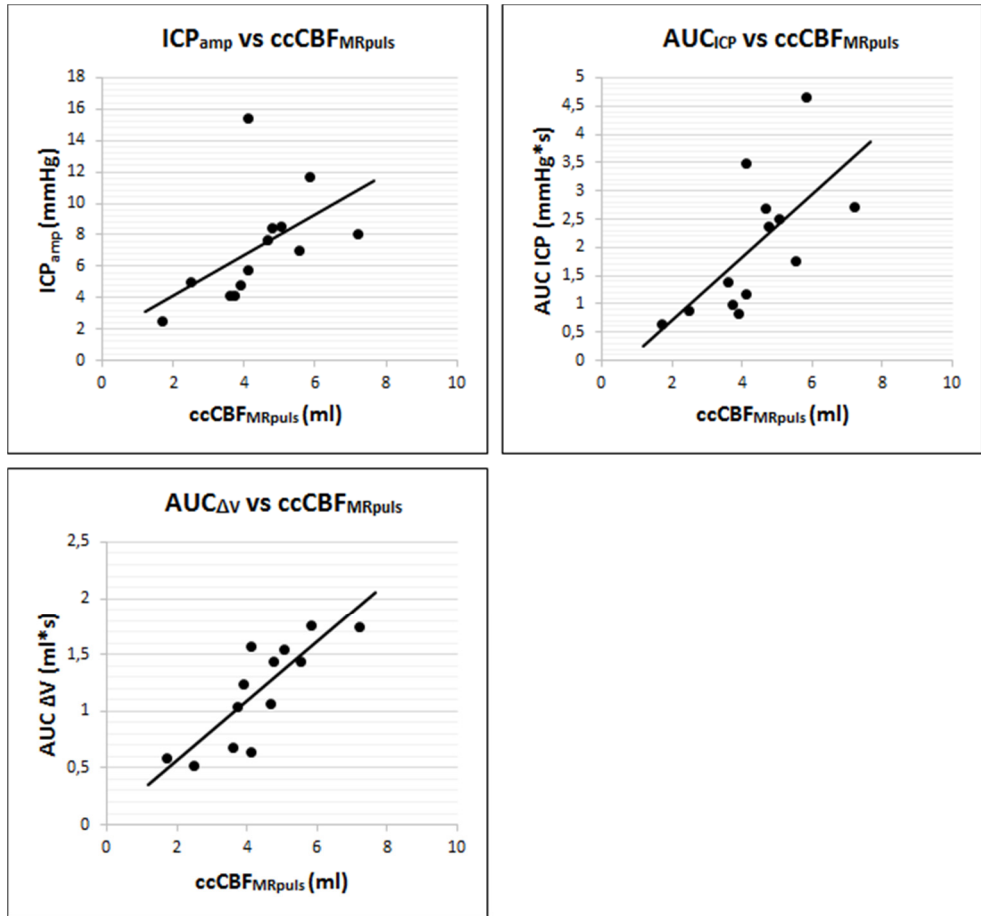 ICPamp vs ccCBFMRpuls
18
16
14
12
10
8
6
4
2
0
ICPamp (mmHg)
0 2 4 6 8 10
ccCBFMRpuls (ml)
AUCICP vs ccCBFMRpuls
5
4,5
4
3,5
3
2,5
2
1,5
1
0,5
0
AUC ICP (mmHg*s)
0 2 4 6 8 10
ccCBFMRpuls (ml)
AUCΔV vs ccCBFMRpuls
2,5
2
1,5
1
0,5
0
AUC ΔV (ml*s)
0 2 4 6 8 10
ccCBFMRpuls (ml)